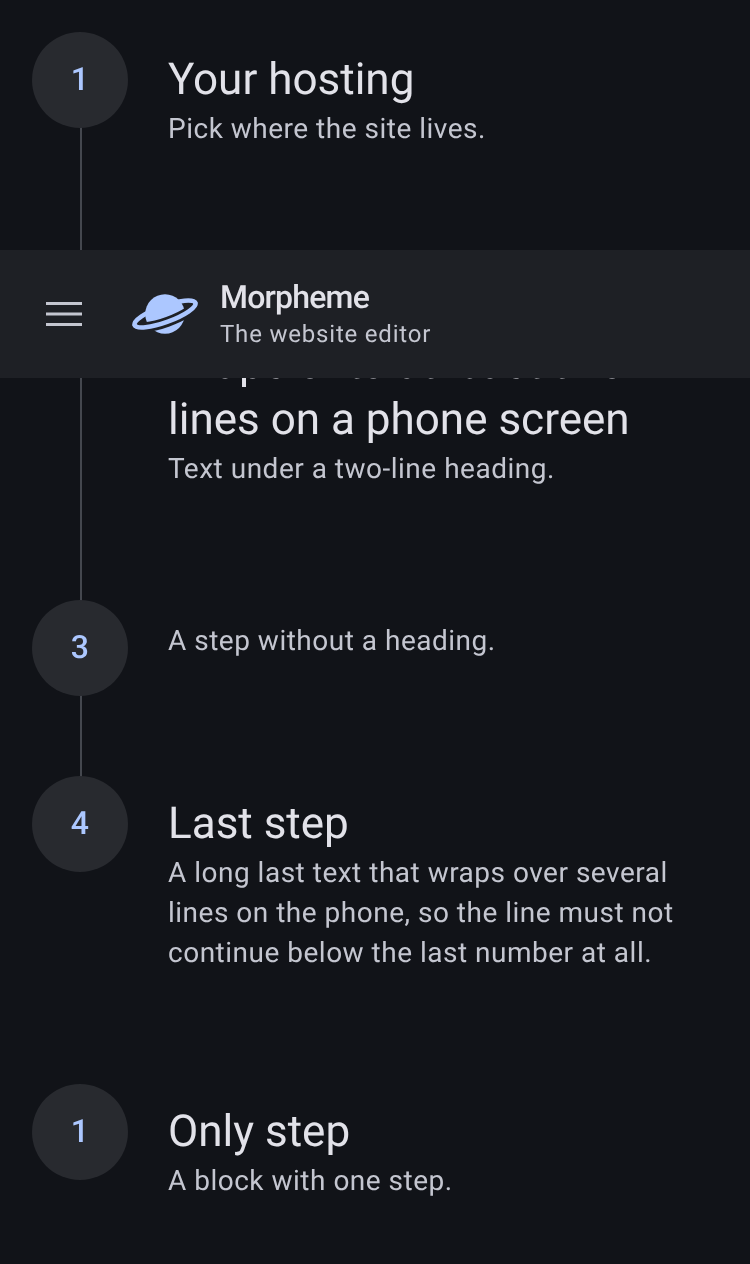 1
Your hosting
Pick where the site lives.
Morpheme
The website editor
lines on a phone screen
Text under a two-line heading.
3
A step without a heading.
4
Last step
A long last text that wraps over several
lines on the phone, so the line must not
continue below the last number at all.
1
Only step
A block with one step.